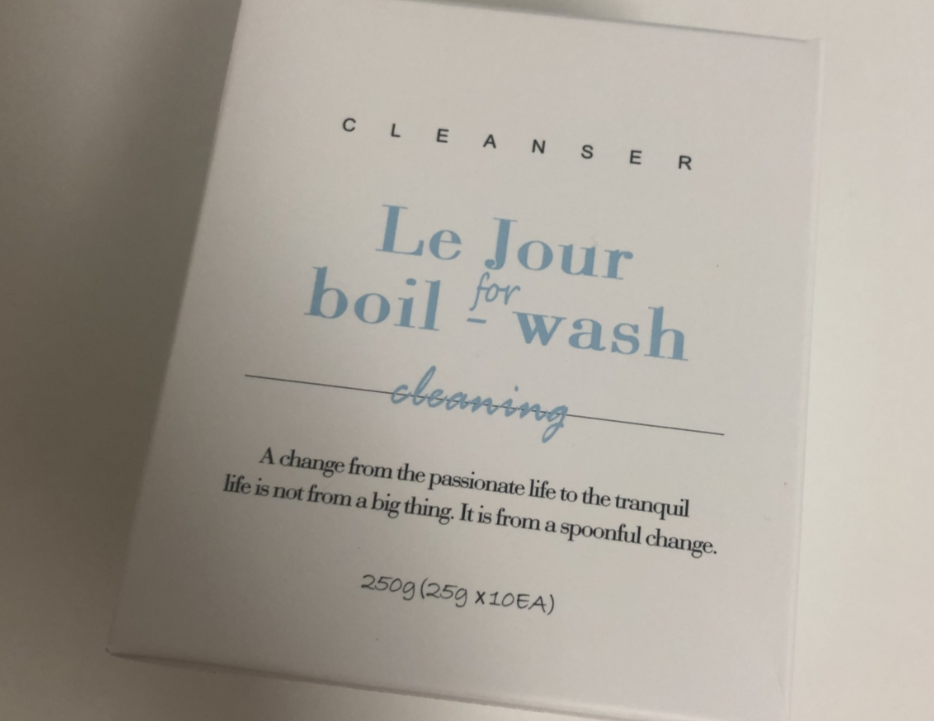 CLEANSER
Le Jour
for
boil - wash
cleaning
A change from the passionate life to the tranquil
life is not from a big thing. It is from a spoonful change.
250g(25g x10EA)